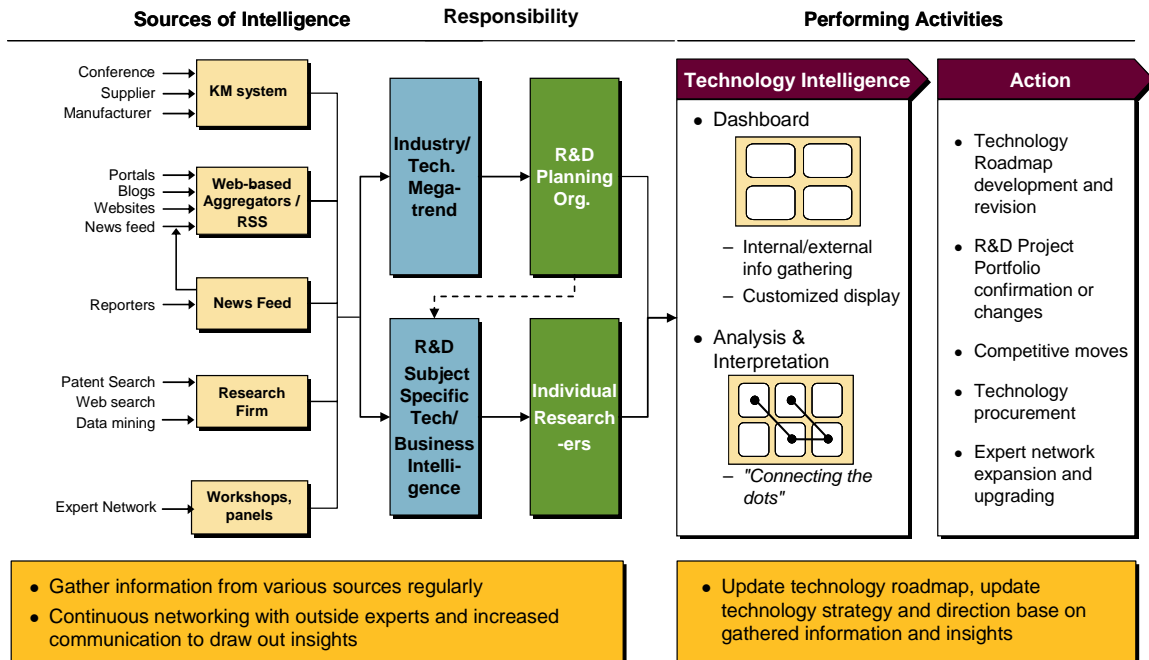 Sources of Intelligence
Responsibility
Performing Activities
Conference
Supplier
Manufacturer
KM system
Portals
Blogs
Websites
News feed
Web-based
Aggregators /
RSS
Reporters
News Feed
Patent Search
Web search
Data mining
Research
Firm
Expert Network
Workshops,
panels
Industry/
Tech.
Mega-
trend
R&D
Planning
Org.
R&D
Subject
Specific
Tech/
Business
Intelli-
gence
Individual
Research
-ers
Technology Intelligence
• Dashboard
– Internal/external
info gathering
– Customized display
• Analysis &
Interpretation
– "Connecting the
dots"
Action
• Technology
Roadmap
development and
revision
• R&D Project
Portfolio
confirmation or
changes
• Competitive moves
• Technology
procurement
• Expert network
expansion and
upgrading
• Gather information from various sources regularly
• Continuous networking with outside experts and increased
communication to draw out insights
• Update technology roadmap, update
technology strategy and direction base on
gathered information and insights